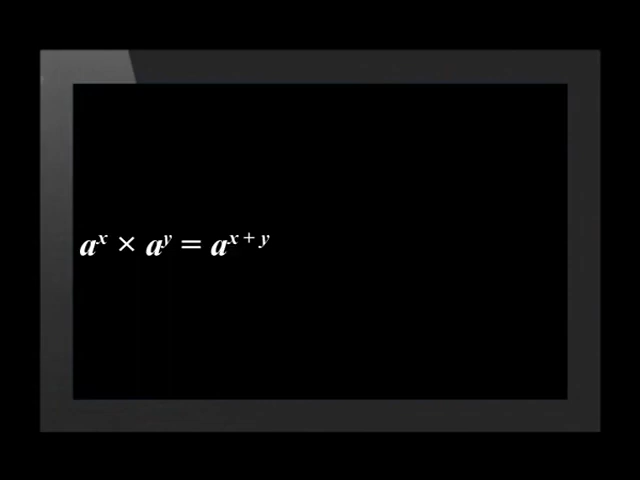 aˣ × aʸ = aˣ⁺ʸ